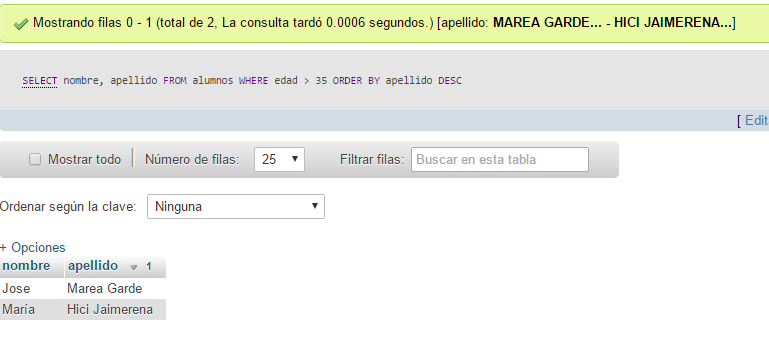 Mostrando filas 0 - 1 (total de 2, La consulta tardó 0.0006 segundos.) [apellido: MAREA GARDE... - HICI JAIMERENA...]
SELECT nombre, apellido FROM alumnos WHERE edad > 35 ORDER BY apellido DESC
[ Edit
Mostrar todo | Número de filas: 25 Filtrar filas: Buscar en esta tabla
Ordenar según la clave: Ninguna
+ Opciones
nombre apellido 1
Jose Marea Garde
María Hici Jaimerena